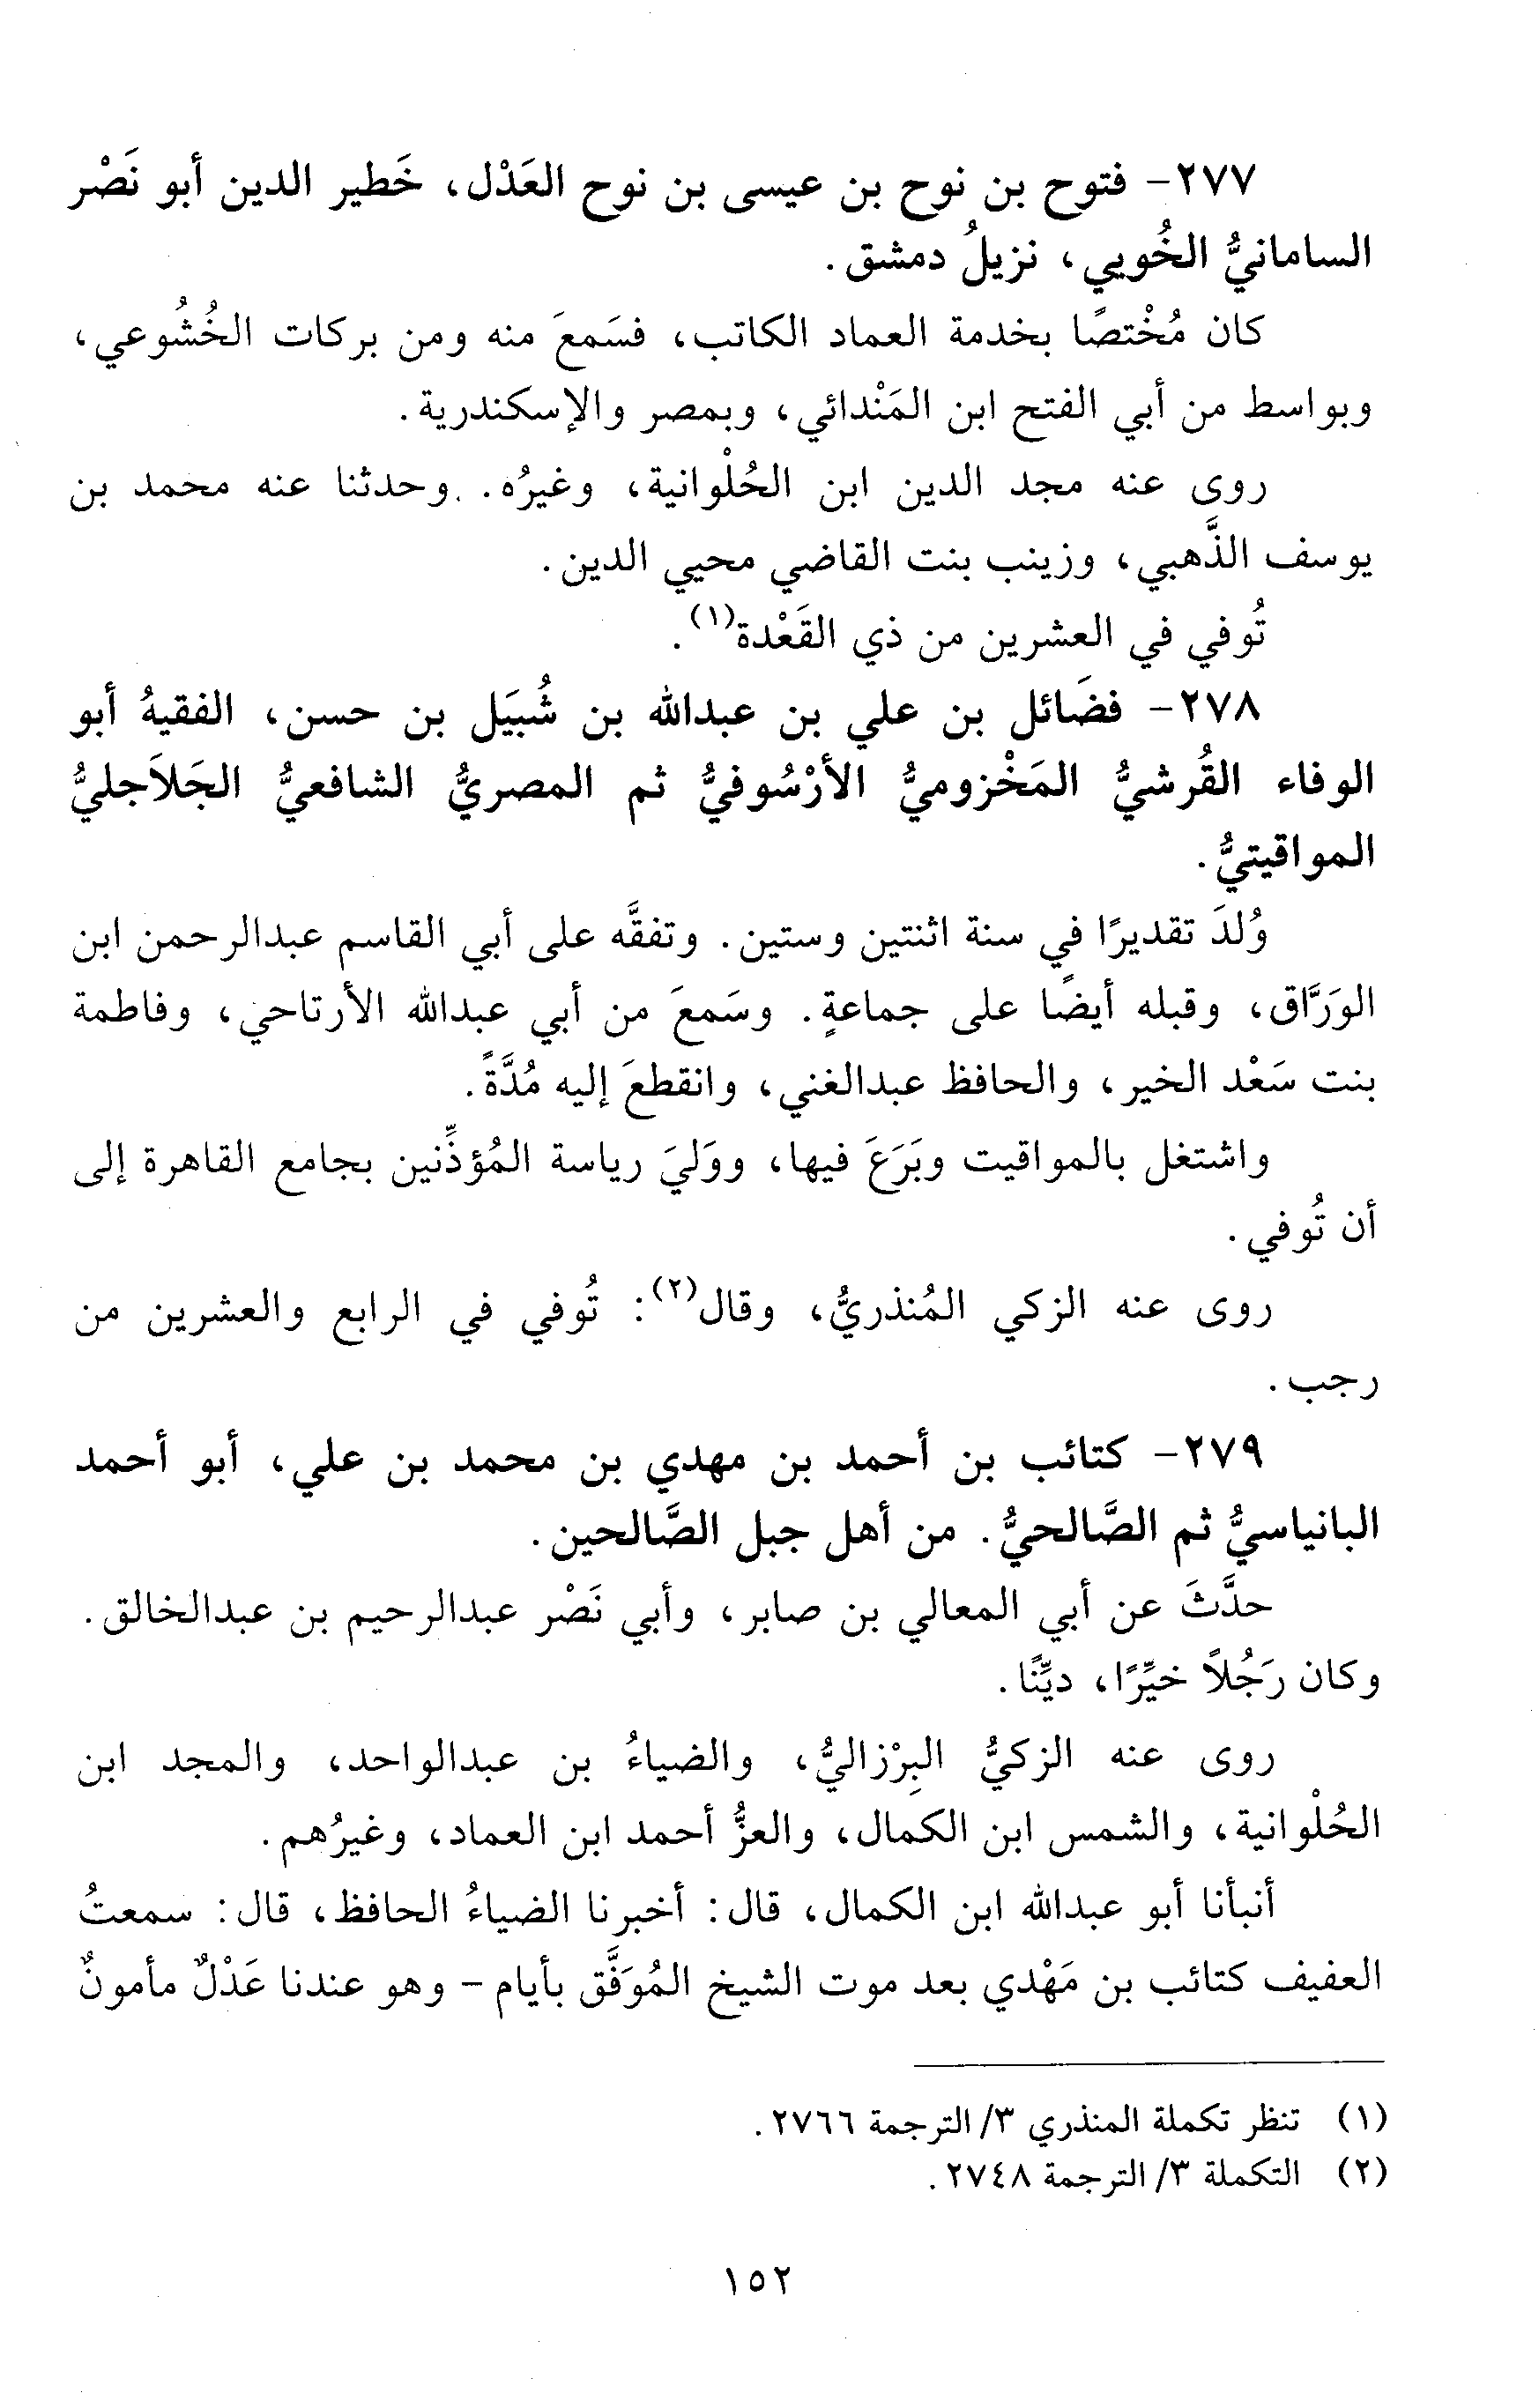 ٢٧٧- فتوح بن نوح بن عيسى بن نوح العَدْل، خَطير الدين أبو نَصْر
السامانيُّ الخُويي، نزيلُ دمشق.
كان مُخْتصًا بخدمة العماد الكاتب، فسَمعَ منه ومن بركات الخُشُوعي،
وبواسط من أبي الفتح ابن المَنْدائي، وبمصر والإسكندرية.
روى عنه مجد الدين ابن الحُلْوانية، وغيرُه. وحدثنا عنه محمد بن
يوسف الذَّهبي، وزينب بنت القاضي محيي الدين.
تُوفي في العشرين من ذي القَعْدة(١).
٢٧٨- فضَائل بن علي بن عبدالله بن شُبَيَل بن حسن، الفقيهُ أبو
الوفاء القُرشيُّ المَخْزوميُّ الأرْسُوفيُّ ثم المصريُّ الشافعيُّ الجَلاَجليُّ
المواقيتيُّ.
وُلدَ تقديرًا في سنة اثنتين وستين. وتفقَّه على أبي القاسم عبدالرحمن ابن
الورَّاق، وقبله أيضًا على جماعةٍ. وسَمعَ من أبي عبدالله الأرتاحي، وفاطمة
بنت سَعْد الخير، والحافظ عبدالغني، وانقطعَ إليه مُدَّةً.
واشتغل بالمواقيت وبَرَعَ فيها، ووَليَ رياسة المُؤذِّنين بجامع القاهرة إلى
أن تُوفي.
روى عنه الزكي المُنذريُّ، وقال(٢): تُوفي في الرابع والعشرين من
رجب.
٢٧٩- كتائب بن أحمد بن مهدي بن محمد بن علي، أبو أحمد
البانياسيُّ ثم الصَّالحيُّ. من أهل جبل الصَّالحين.
حدَّثَ عن أبي المعالي بن صابر، وأبي نَصْر عبدالرحيم بن عبدالخالق.
وكان رَجُلاً خيِّرًا، ديِّنًا.
روى عنه الزكيُّ البِرْزاليُّ، والضياءُ بن عبدالواحد، والمجد ابن
الحُلْوانية، والشمس ابن الكمال، والعزُّ أحمد ابن العماد، وغيرُهم.
أنبأنا أبو عبدالله ابن الكمال، قال: أخبرنا الضياءُ الحافظ، قال: سمعتُ
العفيف كتائب بن مَهْدي بعد موت الشيخ المُوَفَّق بأيام - وهو عندنا عَدْلٌ مأمونٌ
(١) تنظر تكملة المنذري ٣/ الترجمة ٢٧٦٦.
(٢) التكملة ٣/ الترجمة ٢٧٤٨.
١٥٢